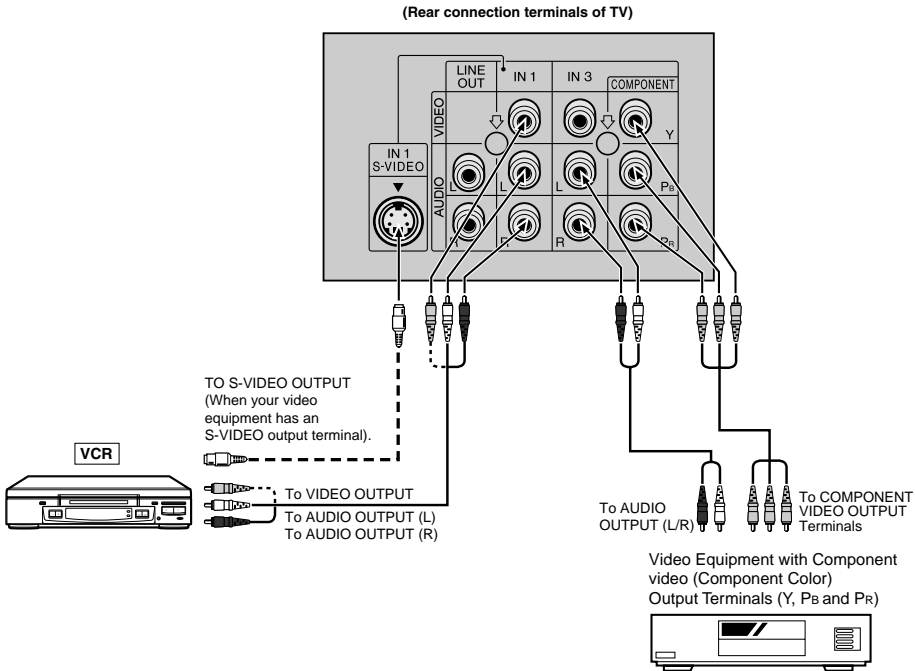 (Rear connection terminals of TV)
LINE
OUT
IN 1
IN 3
COMPONENT
VIDEO
Y
IN 1
S-VIDEO
AUDIO
L
L
L
PB
R
R
R
PR
TO S-VIDEO OUTPUT
(When your video
equipment has an
S-VIDEO output terminal).
VCR
To VIDEO OUTPUT
To AUDIO OUTPUT (L)
To AUDIO OUTPUT (R)
To AUDIO
OUTPUT (L/R)
To COMPONENT
VIDEO OUTPUT
Terminals
Video Equipment with Component
video (Component Color)
Output Terminals (Y, PB and PR)